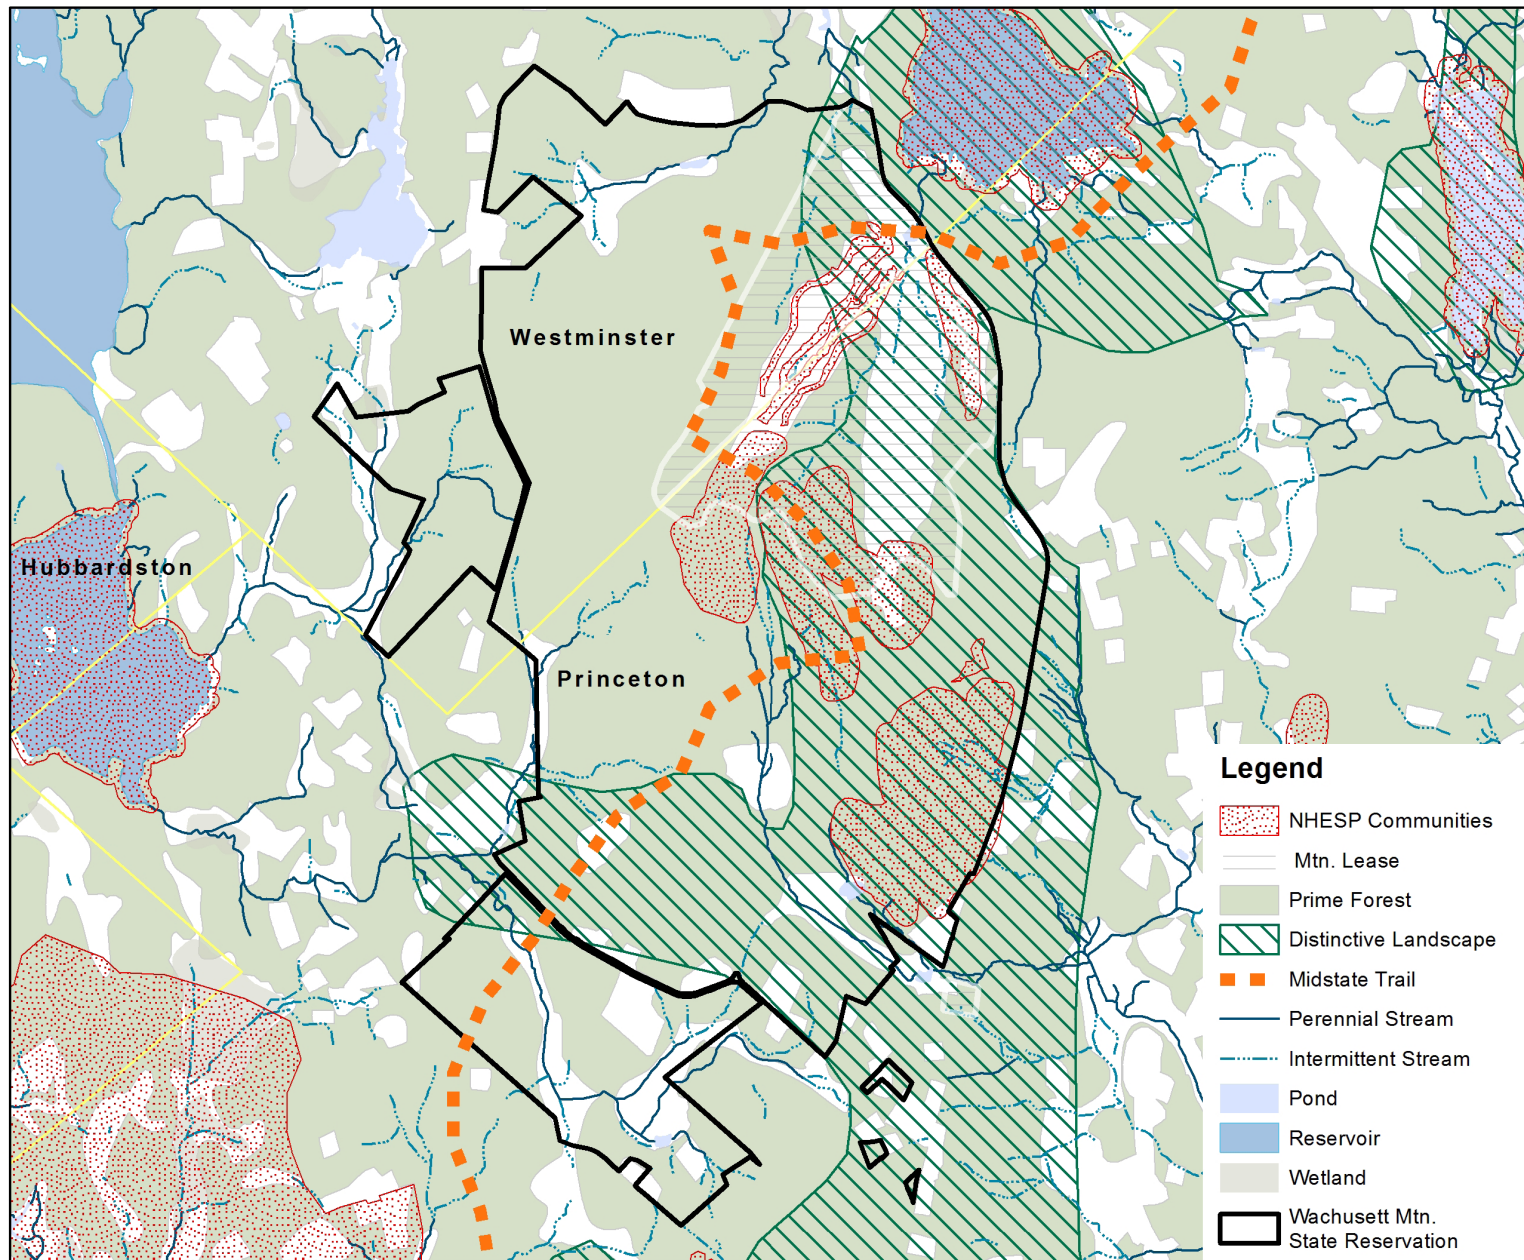 Westminster
Hubbardston
Princeton
Legend
NHESP Communities
Mtn. Lease
Prime Forest
Distinctive Landscape
Midstate Trail
Perennial Stream
Intermittent Stream
Pond
Reservoir
Wetland
Wachusett Mtn.
State Reservation